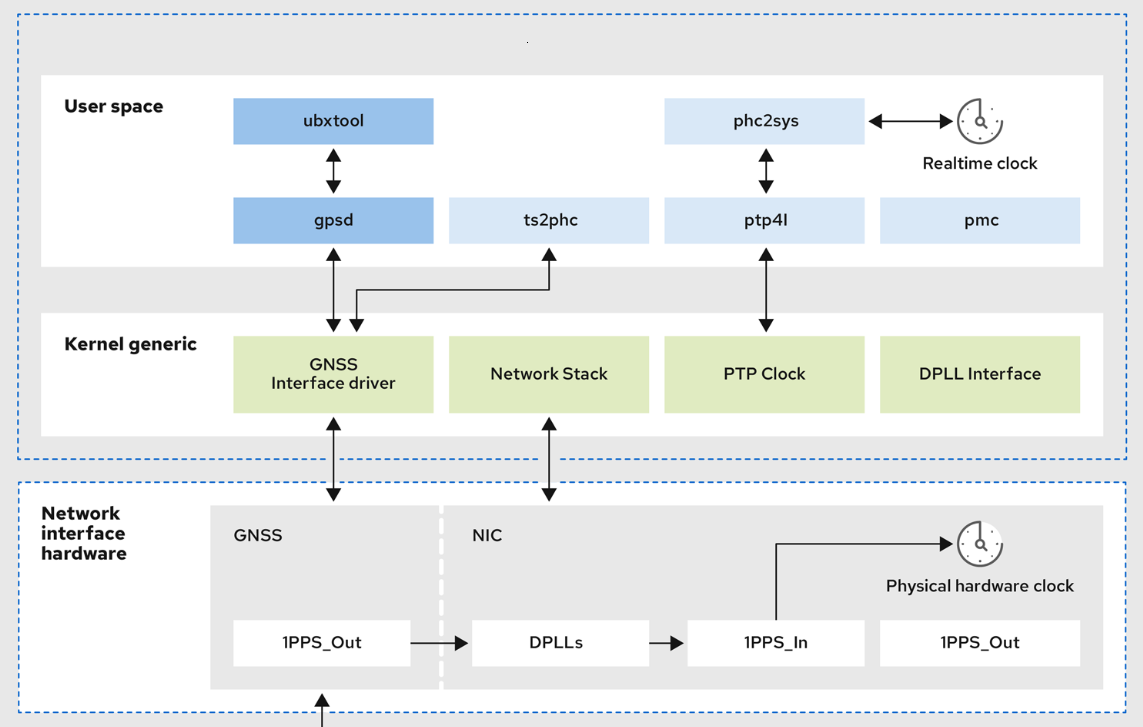 User space
ubxtool
phc2sys
Realtime clock
gpsd
ts2phc
ptp4l
pmc
Kernel generic
GNSS
Interface driver
Network Stack
PTP Clock
DPLL Interface
Network
interface
hardware
GNSS
NIC
Physical hardware clock
1PPS_Out
DPLLs
1PPS_In
1PPS_Out